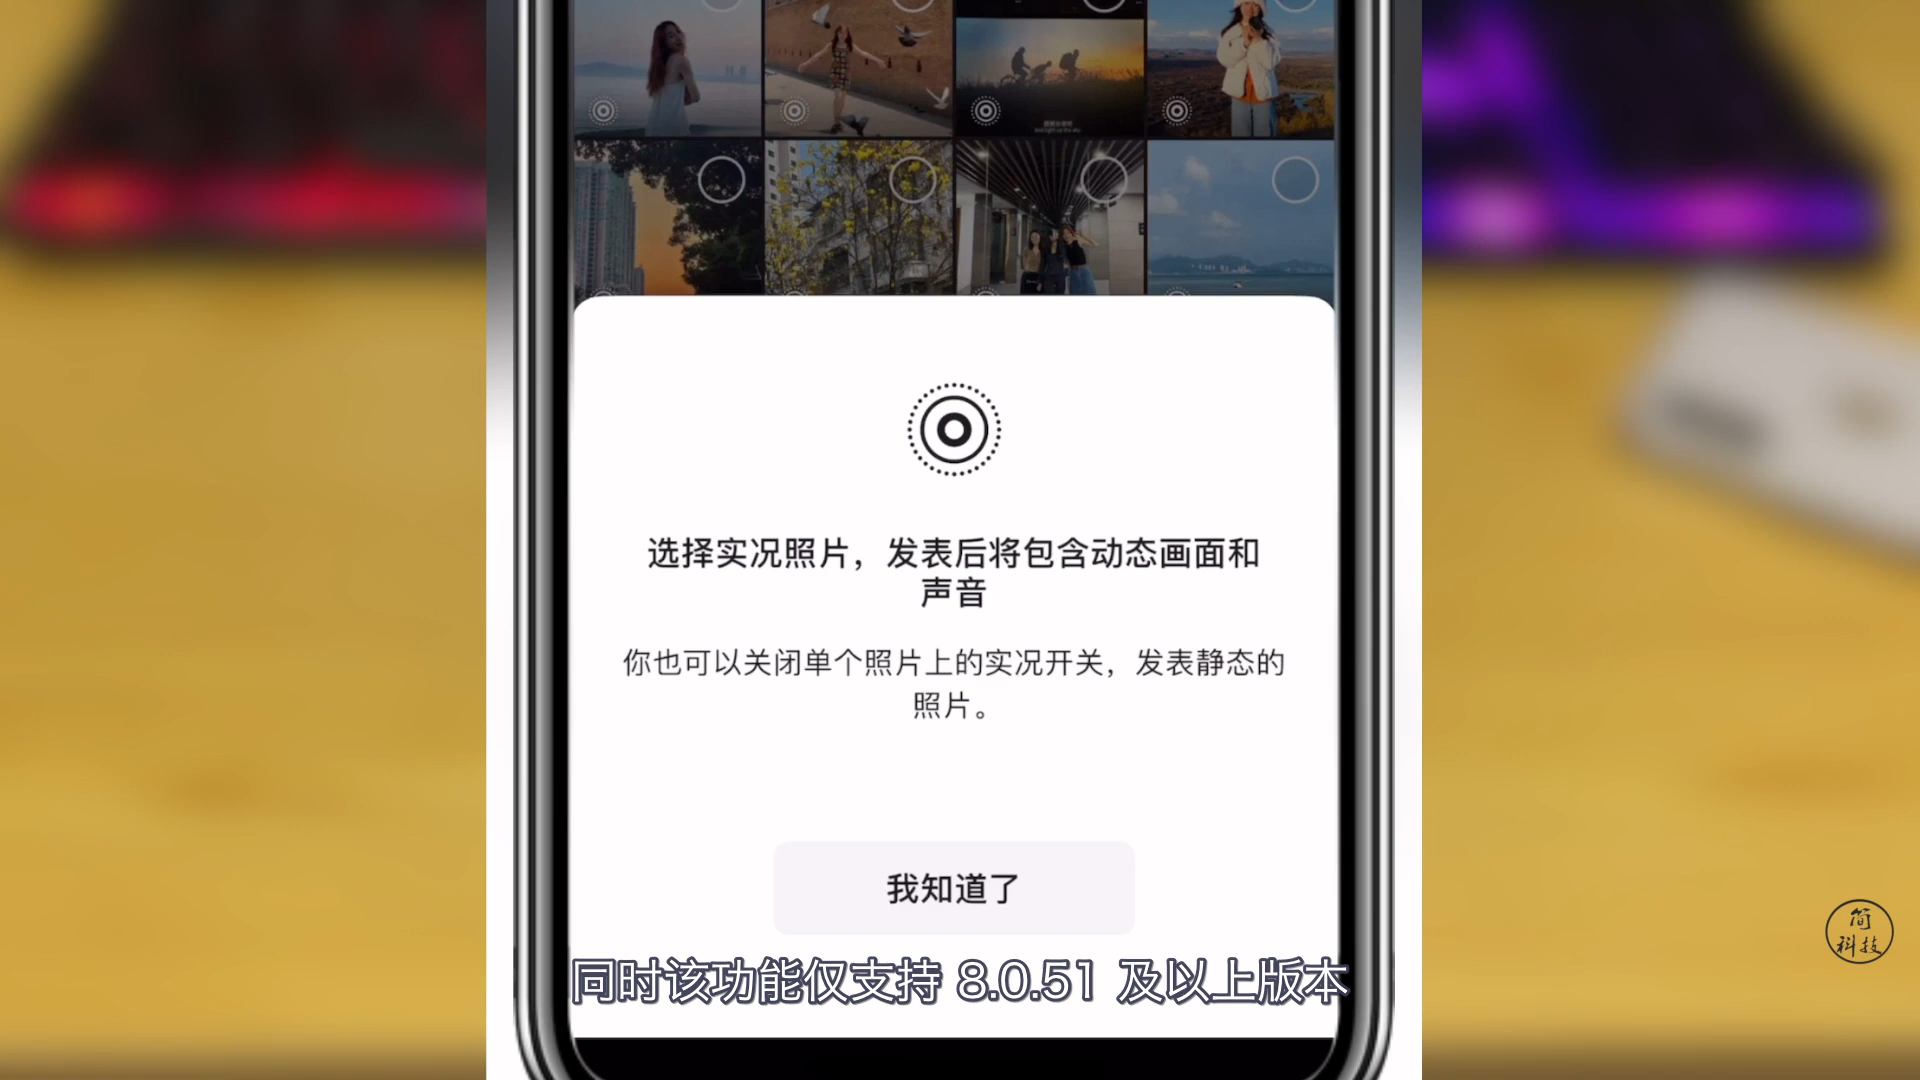 选择实况照片，发表后将包含动态画面和
声音
你也可以关闭单个照片上的实况开关，发表静态的
照片。
我知道了
同时该功能仅支持 8.0.51 及以上版本
简
科技